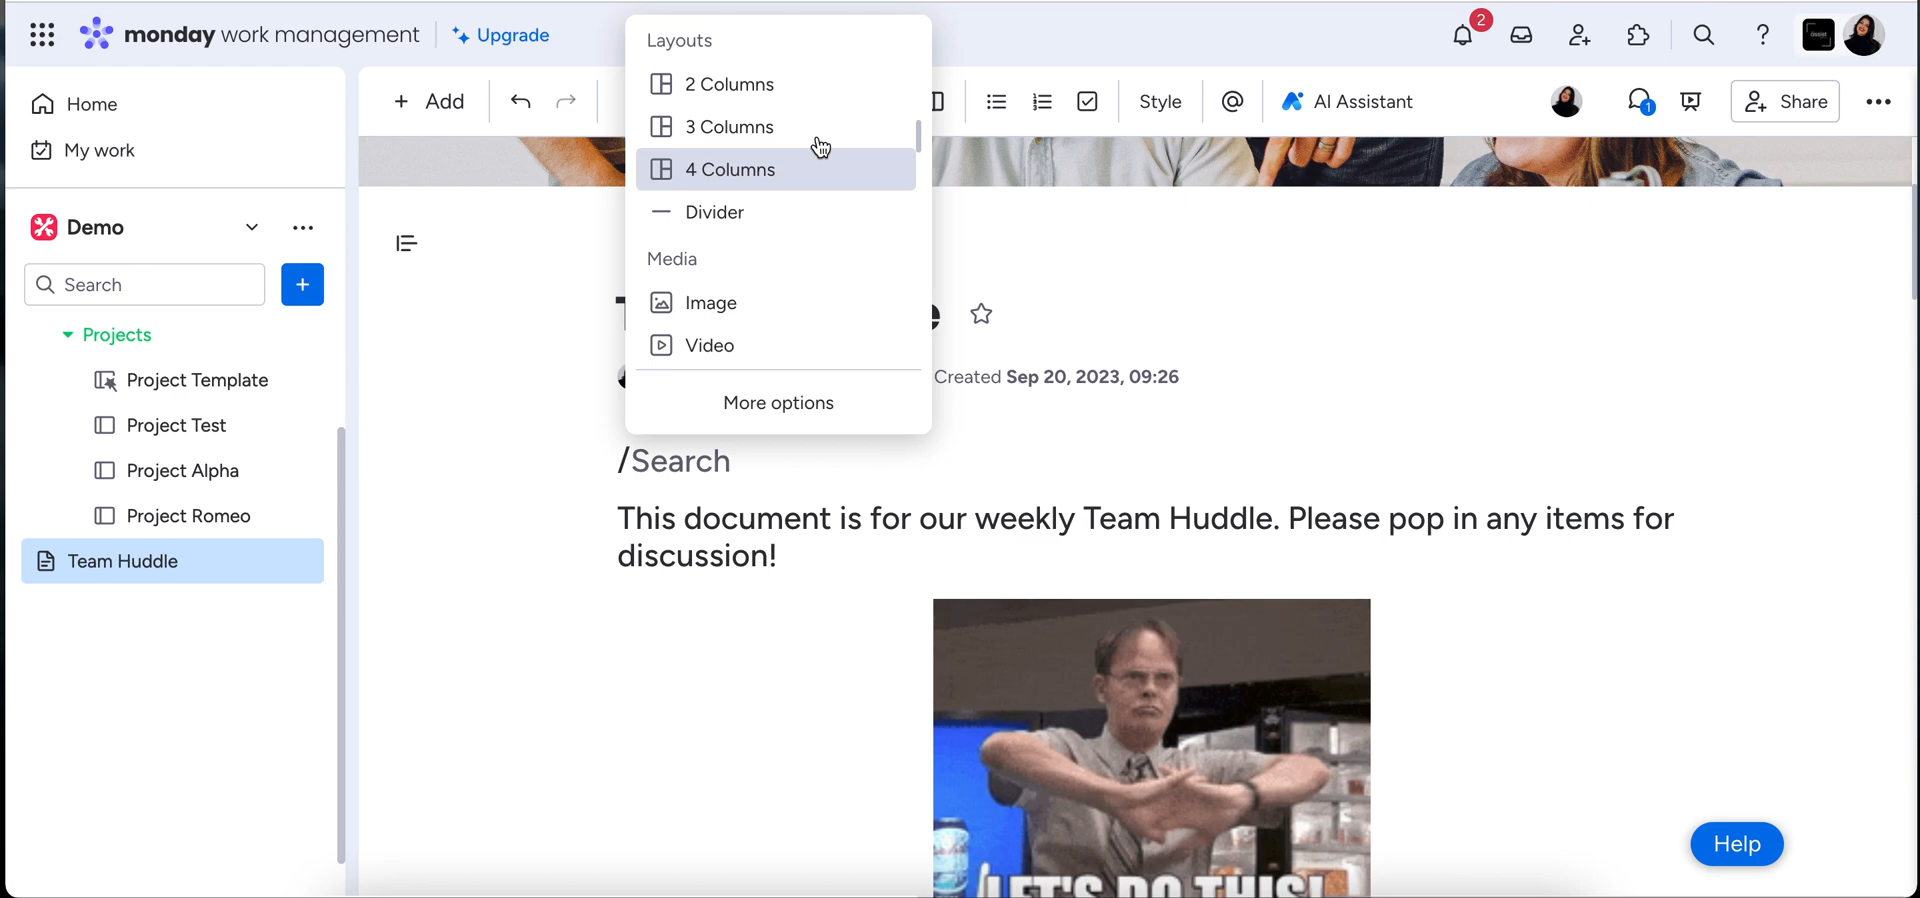 monday work management
Upgrade
2
Home
My work
Demo
Search
Projects
Project Template
Project Test
Project Alpha
Project Romeo
Team Huddle
Add
Style
AI Assistant
1
Share
Layouts
2 Columns
3 Columns
4 Columns
Divider
Media
Image
Video
More options
Created Sep 20, 2023, 09:26
/Search
This document is for our weekly Team Huddle. Please pop in any items for
discussion!
LET'S DO THIS!
Help